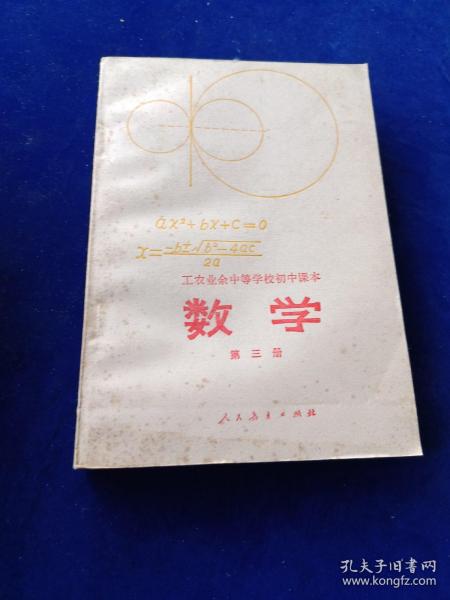 ax²+bx+c=0
x=-b±√b²-4ac
2a
工农业余中等学校初中课本
数学
第三册
人民教育出版社
孔夫子旧书网
www.kongfz.com